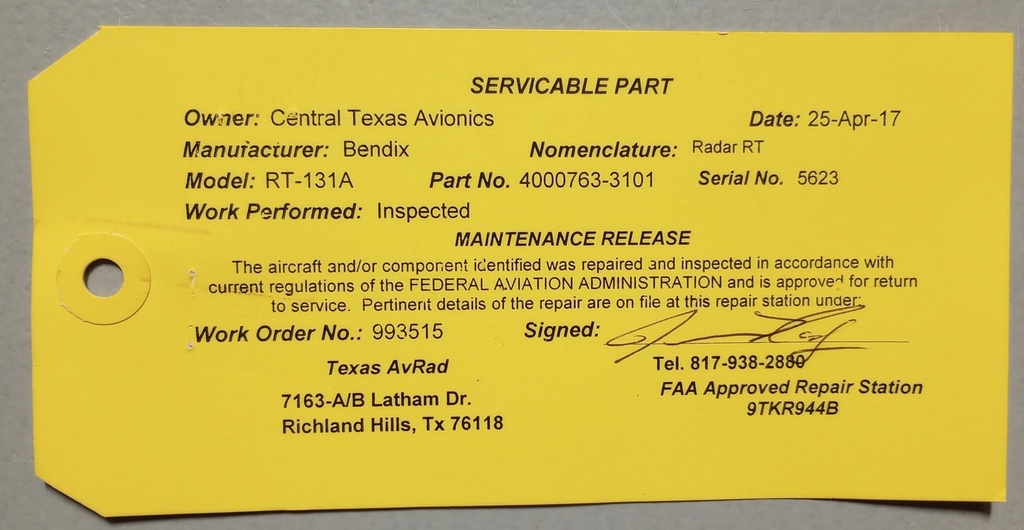 SERVICABLE PART
Owner: Central Texas Avionics Date: 25-Apr-17
Manufacturer: Bendix Nomenclature: Radar RT
Model: RT-131A Part No. 4000763-3101 Serial No. 5623
Work Performed: Inspected
MAINTENANCE RELEASE
The aircraft and/or component identified was repaired and inspected in accordance with
current regulations of the FEDERAL AVIATION ADMINISTRATION and is approved for return
to service. Pertinent details of the repair are on file at this repair station under:
Work Order No.: 993515 Signed:
Texas AvRad Tel. 817-938-2880
7163-A/B Latham Dr. FAA Approved Repair Station
Richland Hills, Tx 76118 9TKR944B